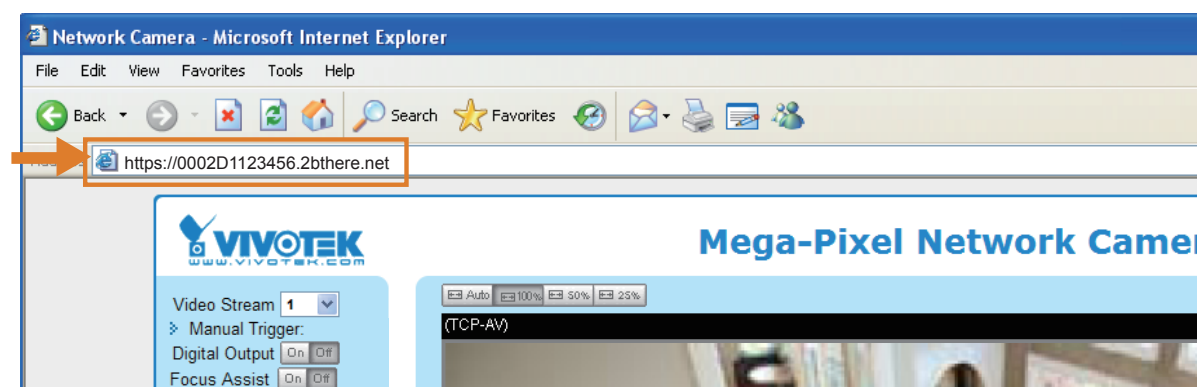 Network Camera - Microsoft Internet Explorer
File Edit View Favorites Tools Help
Back Search Favorites
https://0002D1123456.2bthere.net
VIVOTEK
www.vivotek.com
Mega-Pixel Network Camer
Video Stream 1
Auto 100% 50% 25%
Manual Trigger:
(TCP-AV)
Digital Output On Off
Focus Assist On Off